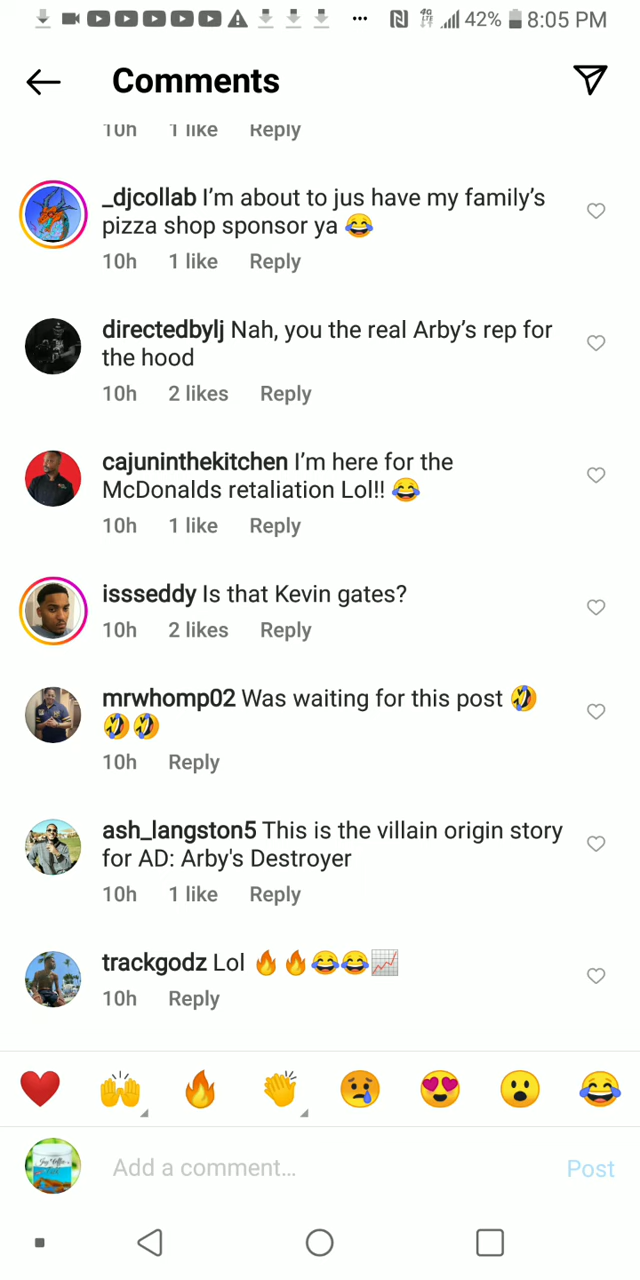 42% 8:05 PM
Comments
10h 1 like Reply
_djcollab I’m about to jus have my family’s
pizza shop sponsor ya 😂
10h 1 like Reply
directedbylj Nah, you the real Arby’s rep for
the hood
10h 2 likes Reply
cajuninthekitchen I’m here for the
McDonalds retaliation Lol!! 😂
10h 1 like Reply
issseddy Is that Kevin gates?
10h 2 likes Reply
mrwhomp02 Was waiting for this post 🤣
🤣🤣
10h Reply
ash_langston5 This is the villain origin story
for AD: Arby's Destroyer
10h 1 like Reply
trackgodz Lol 🔥🔥😂😂📈
10h Reply
Add a comment...
Post